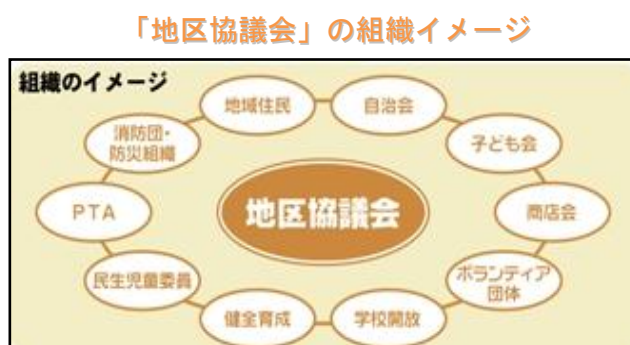 「地区協議会」の組織イメージ
組織のイメージ
地域住民
自治会
消防団・
防災組織
子ども会
PTA
地区協議会
商店会
民生児童委員
ボランティア
団体
健全育成
学校開放